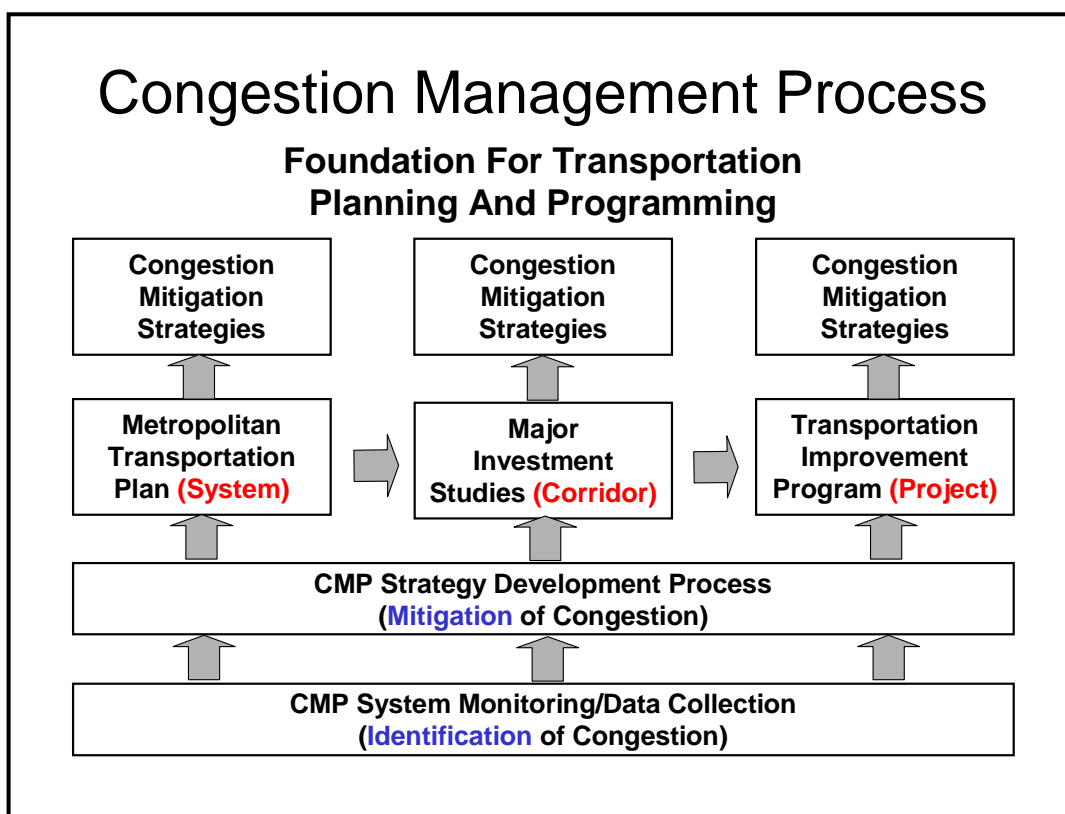 Congestion Management Process
Foundation For Transportation
Planning And Programming
Congestion
Mitigation
Strategies
Congestion
Mitigation
Strategies
Congestion
Mitigation
Strategies
Metropolitan
Transportation
Plan (System)
Major
Investment
Studies (Corridor)
Transportation
Improvement
Program (Project)
CMP Strategy Development Process
(Mitigation of Congestion)
CMP System Monitoring/Data Collection
(Identification of Congestion)